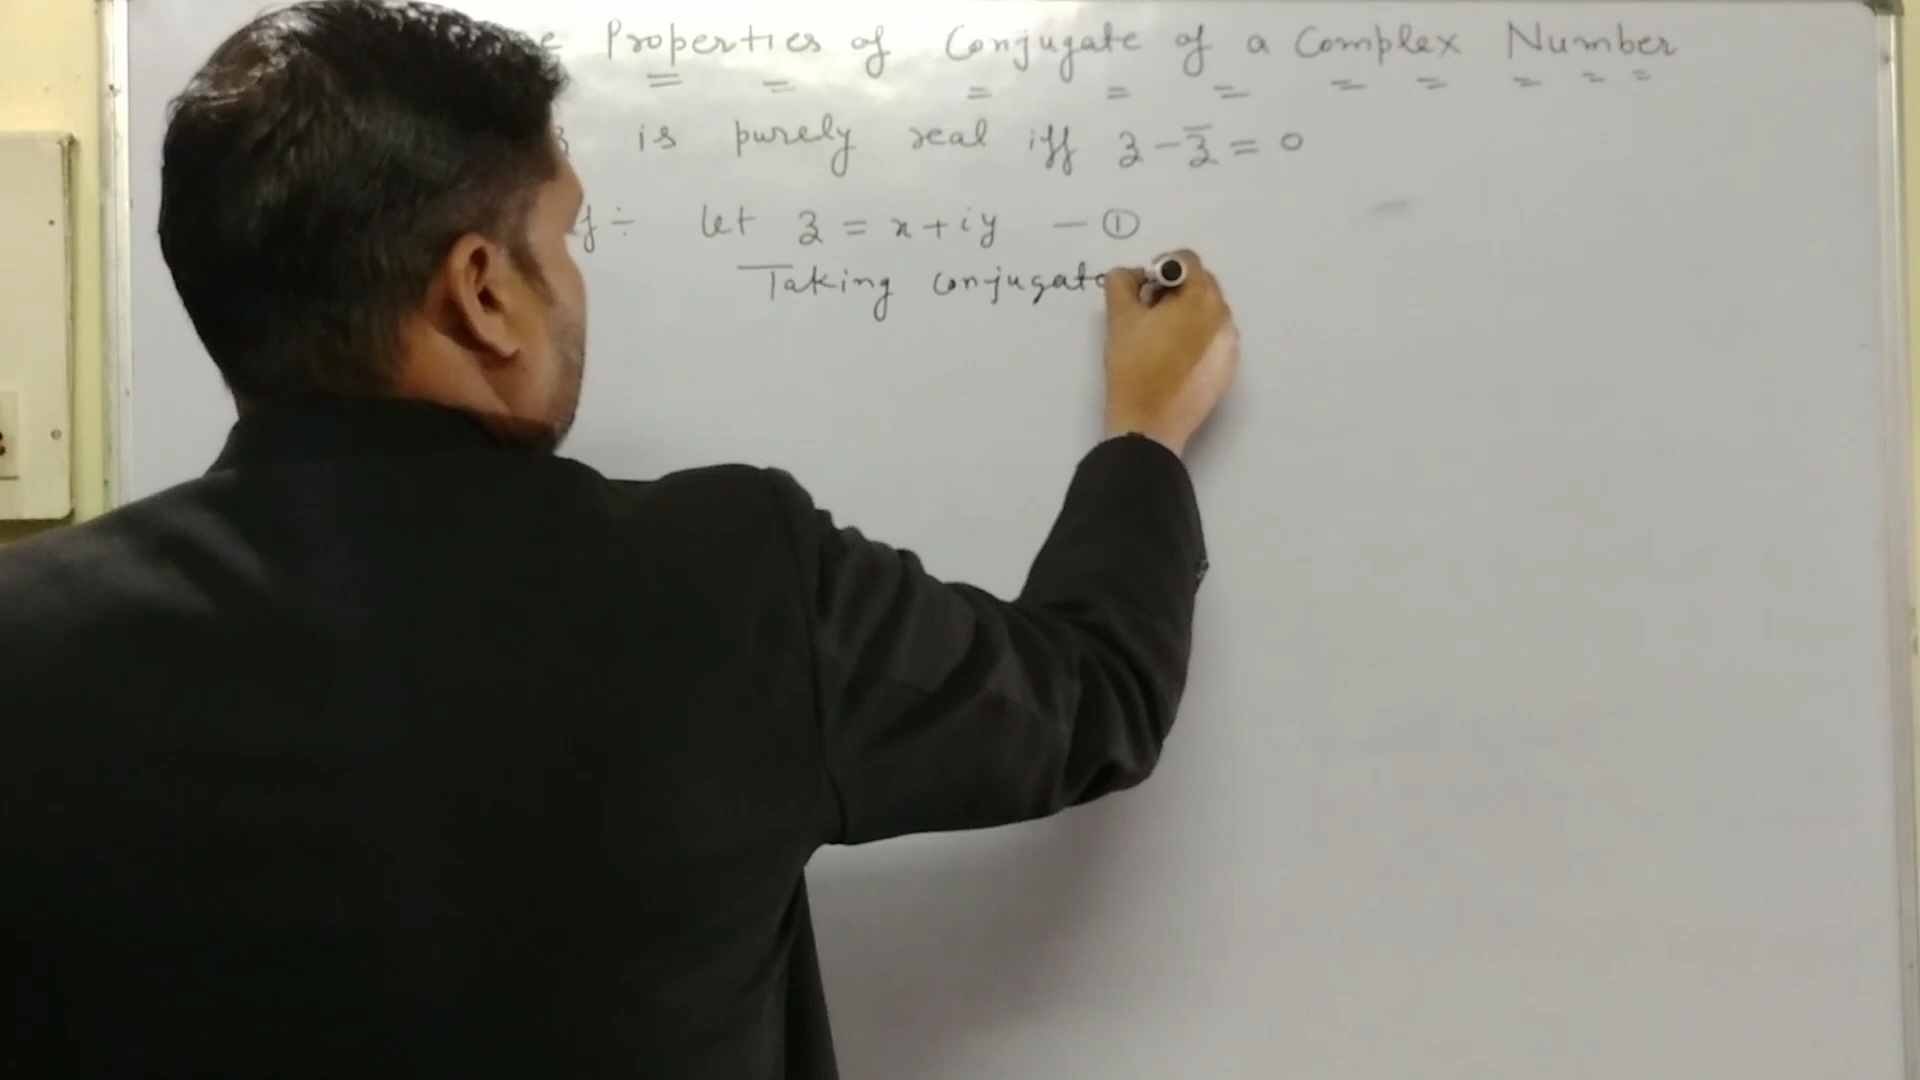 Properties of Conjugate of a Complex Number
is purely real iff z - z̅ = 0
let z = x + iy — ①
Taking conjugate